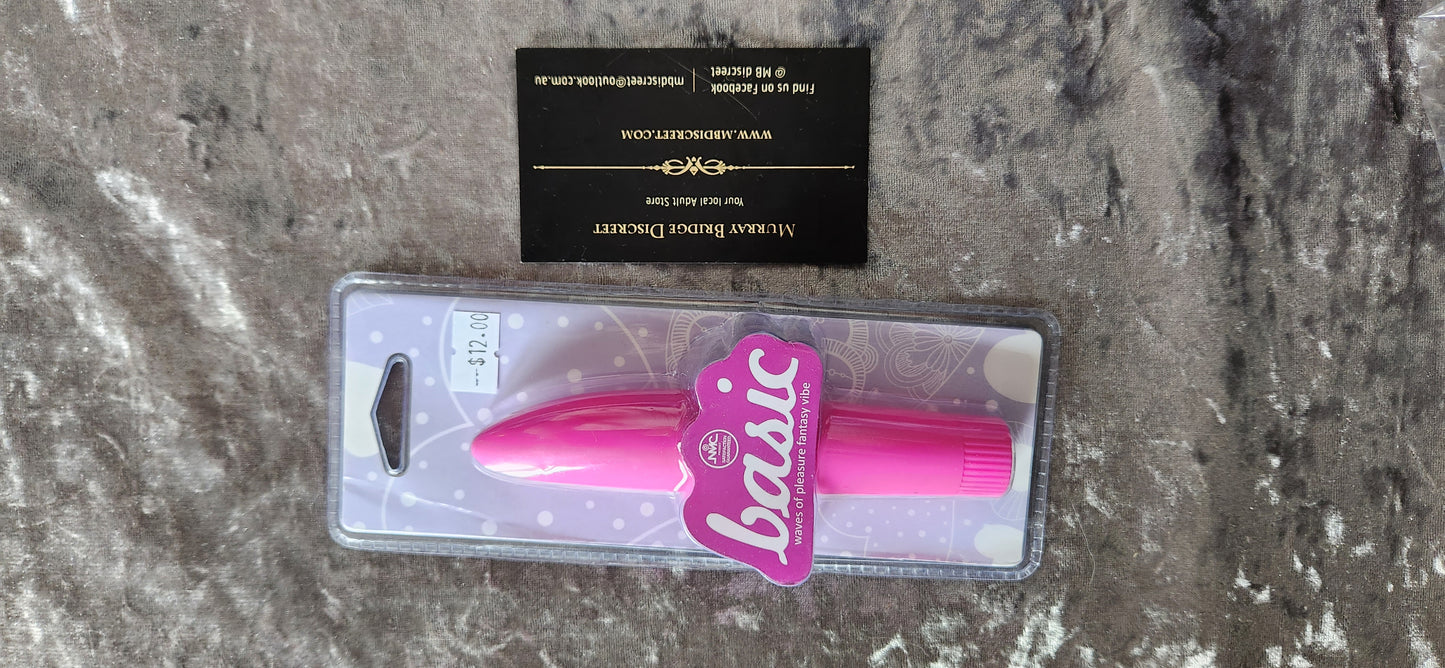 MURRAY BRIDGE DISCREET
Your local Adult Store
WWW.MBDISCREET.COM
Find us on Facebook
@ MB discreet
mbdiscreet@outlook.com.au
--$12.00
basic
NMC
waves of pleasure fantasy vibe